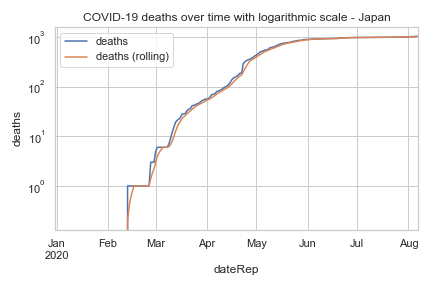 COVID-19 deaths over time with logarithmic scale - Japan
deaths
deaths (rolling)
10³
10²
10¹
10⁰
deaths
Jan Feb Mar Apr May Jun Jul Aug
2020
dateRep